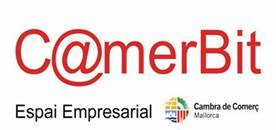 C@merBit
Espai Empresarial
Cambra de Comerç
Mallorca